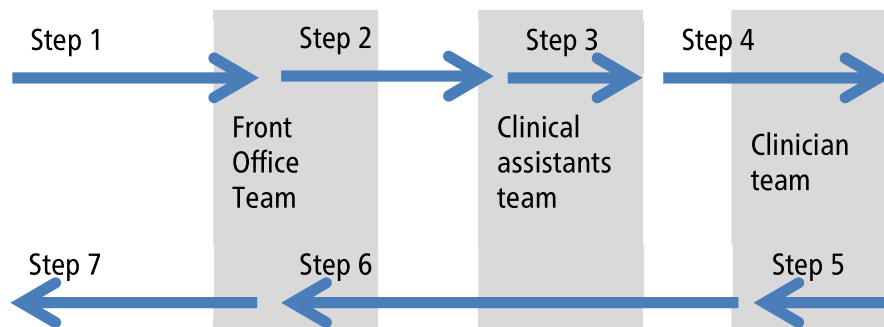 Step 1
Step 2
Step 3
Step 4
Front
Office
Team
Clinical
assistants
team
Clinician
team
Step 7
Step 6
Step 5